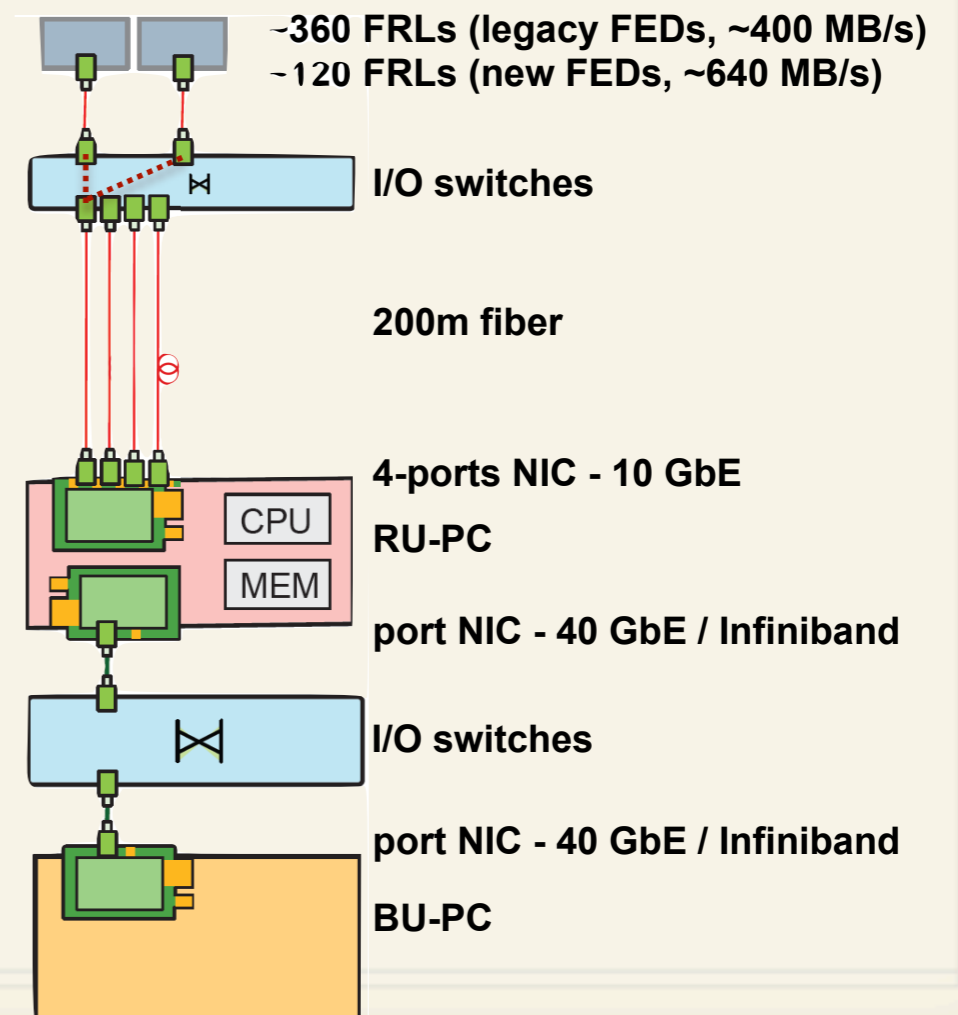 ~360 FRLs (legacy FEDs, ~400 MB/s)
~120 FRLs (new FEDs, ~640 MB/s)
I/O switches
200m fiber
4-ports NIC - 10 GbE
CPU
RU-PC
MEM
port NIC - 40 GbE / Infiniband
I/O switches
port NIC - 40 GbE / Infiniband
BU-PC